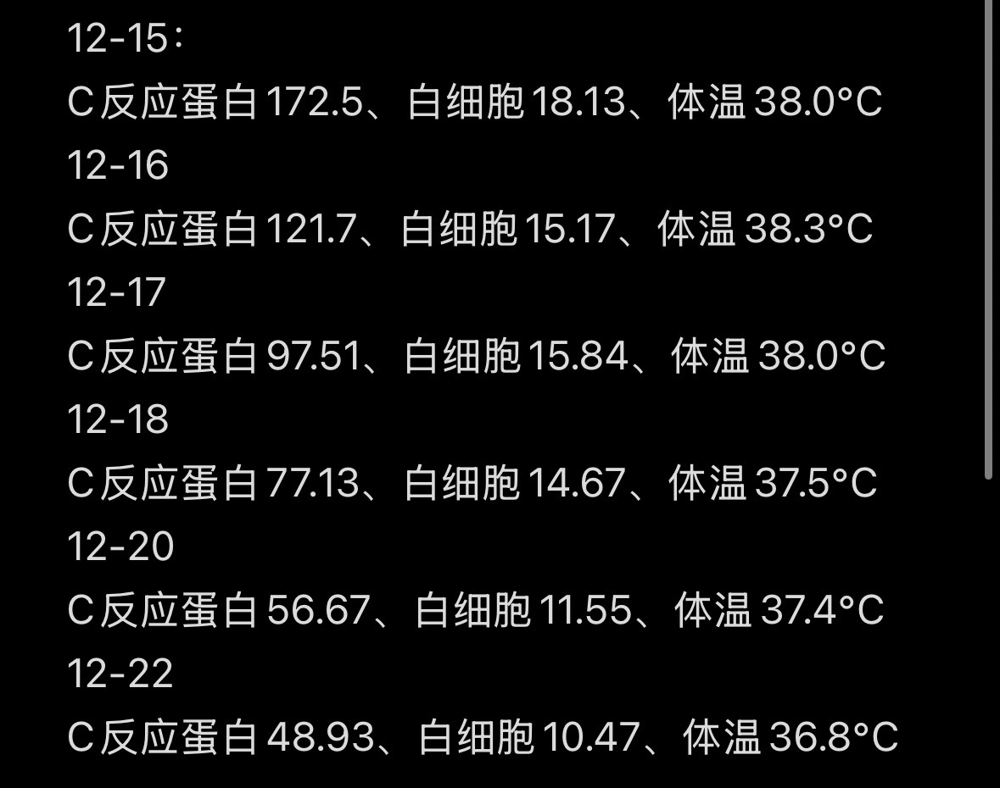 12-15：
C反应蛋白172.5、白细胞18.13、体温38.0°C
12-16
C反应蛋白121.7、白细胞15.17、体温38.3°C
12-17
C反应蛋白97.51、白细胞15.84、体温38.0°C
12-18
C反应蛋白77.13、白细胞14.67、体温37.5°C
12-20
C反应蛋白56.67、白细胞11.55、体温37.4°C
12-22
C反应蛋白48.93、白细胞10.47、体温36.8°C